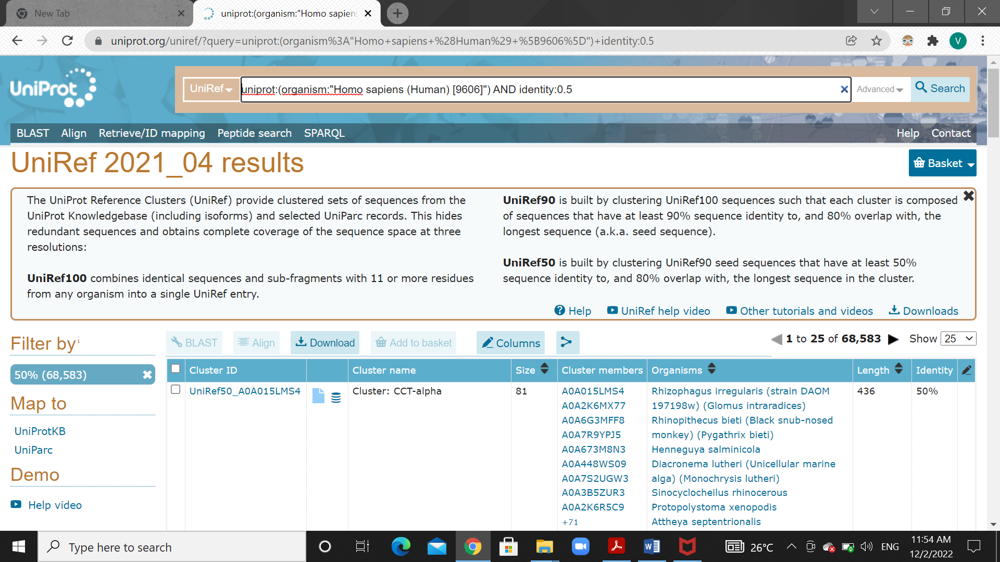 New Tab
uniprot:(organism:"Homo sapien
uniprot.org/uniref/?query=uniprot:(organism%3A"Homo+sapiens+%28Human%29+%5B9606%5D")+identity:0.5
V
UniProt
UniRef
uniprot:(organism:"Homo sapiens (Human) [9606]") AND identity:0.5
Advanced
Search
BLAST Align Retrieve/ID mapping Peptide search SPARQL
Help Contact
UniRef 2021_04 results
Basket
The UniProt Reference Clusters (UniRef) provide clustered sets of sequences from the
UniProt Knowledgebase (including isoforms) and selected UniParc records. This hides
redundant sequences and obtains complete coverage of the sequence space at three
resolutions:
UniRef100 combines identical sequences and sub-fragments with 11 or more residues
from any organism into a single UniRef entry.
UniRef90 is built by clustering UniRef100 sequences such that each cluster is composed
of sequences that have at least 90% sequence identity to, and 80% overlap with, the
longest sequence (a.k.a. seed sequence).
UniRef50 is built by clustering UniRef90 seed sequences that have at least 50%
sequence identity to, and 80% overlap with, the longest sequence in the cluster.
Help UniRef help video Other tutorials and videos Downloads
Filter by i
50% (68,583)
Map to
UniProtKB
UniParc
Demo
Help video
BLAST Align Download Add to basket Columns
1 to 25 of 68,583 Show 25
Cluster ID Cluster name Size Cluster members Organisms Length Identity
UniRef50_A0A015LMS4
Cluster: CCT-alpha
81
A0A015LMS4
A0A2K6MX77
A0A6G3MFF8
A0A7R9YPJ5
A0A673M8N3
A0A448WS09
A0A7S2UGW3
A0A3B5ZUR3
A0A2K6R5C9
+71
Rhizophagus irregularis (strain DAOM
197198w) (Glomus intraradices)
Rhinopithecus bieti (Black snub-nosed
monkey) (Pygathrix bieti)
Henneguya salminicola
Diacronema lutheri (Unicellular marine
alga) (Monochrysis lutheri)
Sinocyclocheilus rhinocerous
Protopolystoma xenopodis
Attheya septentrionalis
436
50%
Type here to search
26°C
ENG
11:54 AM
12/2/2022